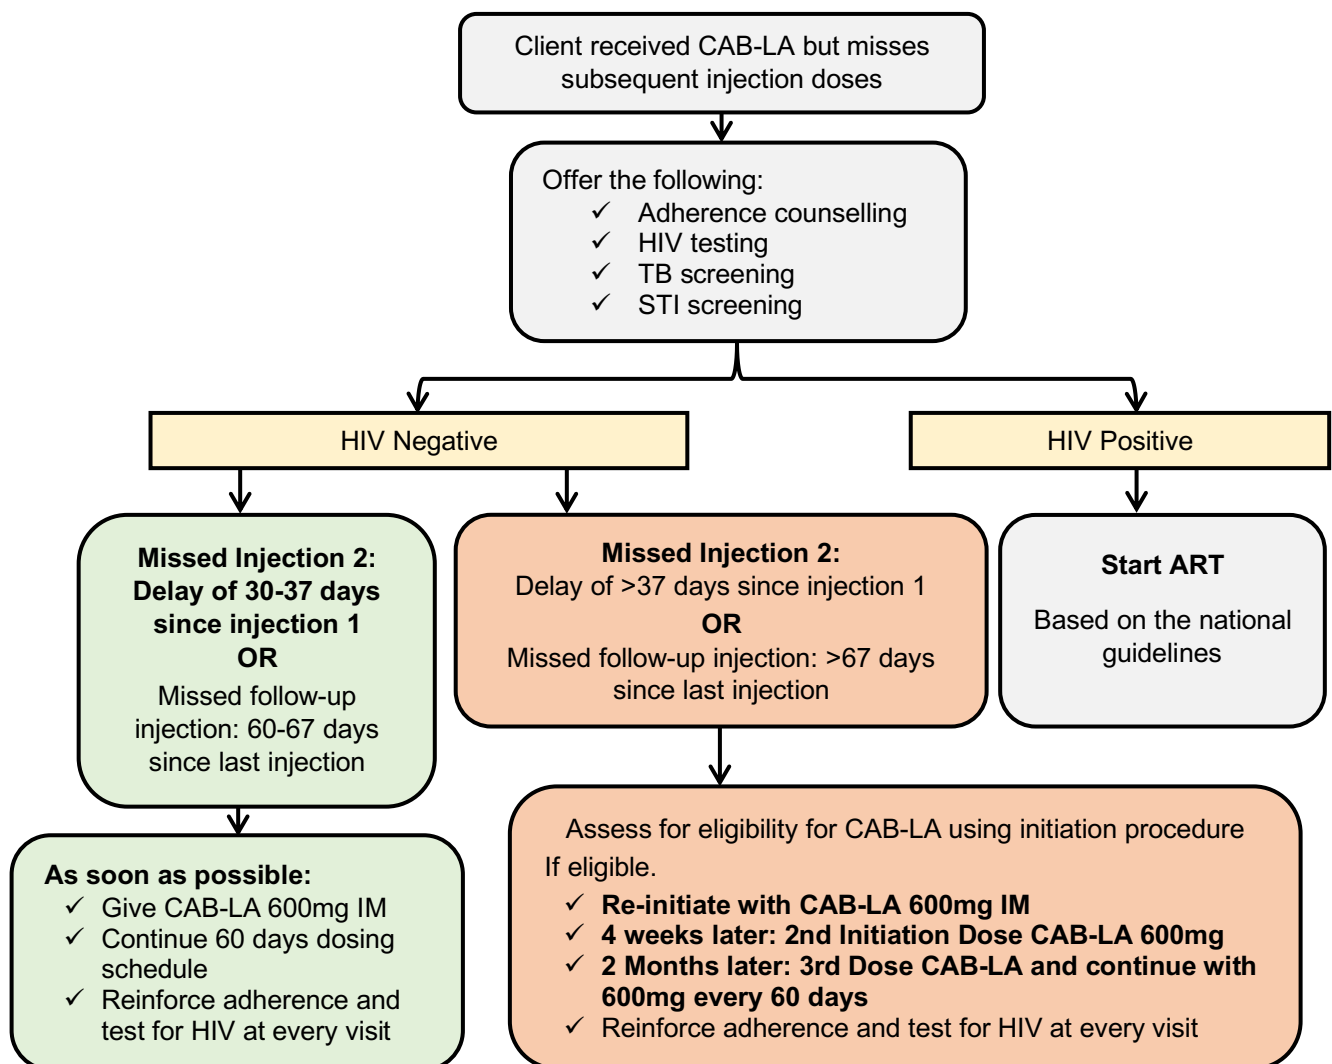 Client received CAB-LA but misses
subsequent injection doses
Offer the following:
✓ Adherence counselling
✓ HIV testing
✓ TB screening
✓ STI screening
HIV Negative
HIV Positive
Missed Injection 2:
Delay of 30-37 days
since injection 1
OR
Missed follow-up
injection: 60-67 days
since last injection
Missed Injection 2:
Delay of >37 days since injection 1
OR
Missed follow-up injection: >67 days
since last injection
Start ART
Based on the national
guidelines
As soon as possible:
✓ Give CAB-LA 600mg IM
✓ Continue 60 days dosing
schedule
✓ Reinforce adherence and
test for HIV at every visit
Assess for eligibility for CAB-LA using initiation procedure
If eligible.
✓ Re-initiate with CAB-LA 600mg IM
✓ 4 weeks later: 2nd Initiation Dose CAB-LA 600mg
✓ 2 Months later: 3rd Dose CAB-LA and continue with
600mg every 60 days
✓ Reinforce adherence and test for HIV at every visit